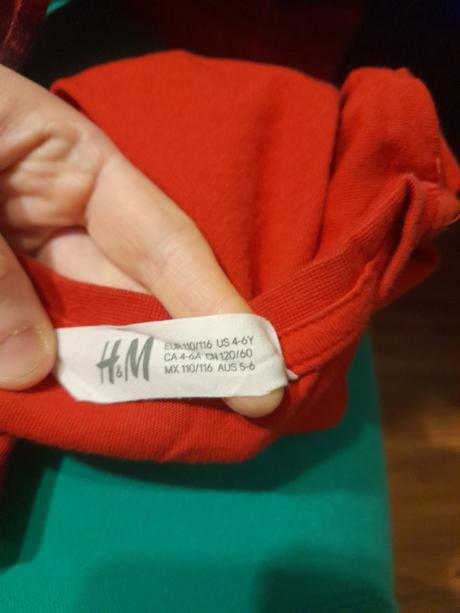 H&M
EUR 110/116 US 4-6Y
CA 4-6A CN 120/60
MX 110/116 AUS 5-6